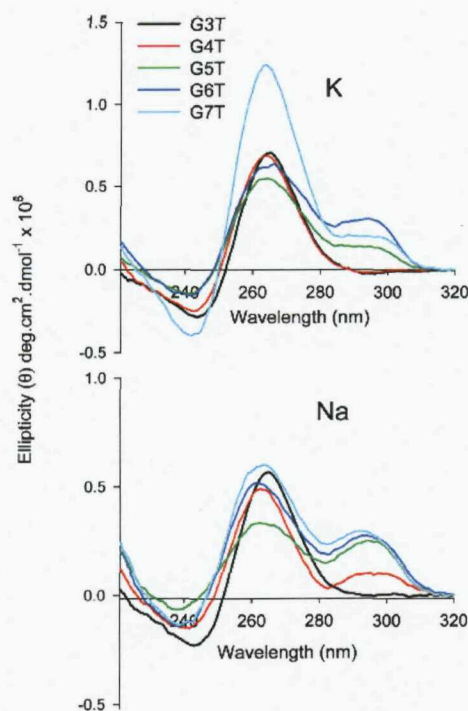 1.5
G3T
G4T
G5T
G6T
G7T
K
1.0
0.5
0.0
-0.5
240 260 280 300 320
Wavelength (nm)
Ellipticity (θ) deg.cm².dmol⁻¹ x 10⁶
1.0
Na
0.5
0.0
-0.5
240 260 280 300 320
Wavelength (nm)